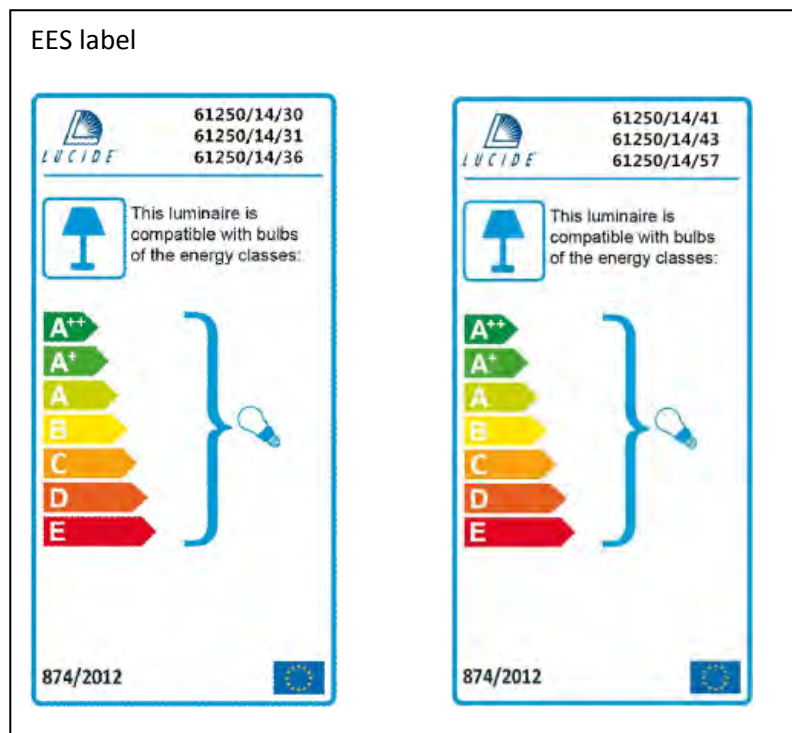 EES label
61250/14/30
61250/14/31
LUCIDE 61250/14/36
This luminaire is
compatible with bulbs
of the energy classes:
A++
A+
A
B
C
D
E
874/2012
61250/14/41
61250/14/43
LUCIDE 61250/14/57
This luminaire is
compatible with bulbs
of the energy classes:
A++
A+
A
B
C
D
E
874/2012